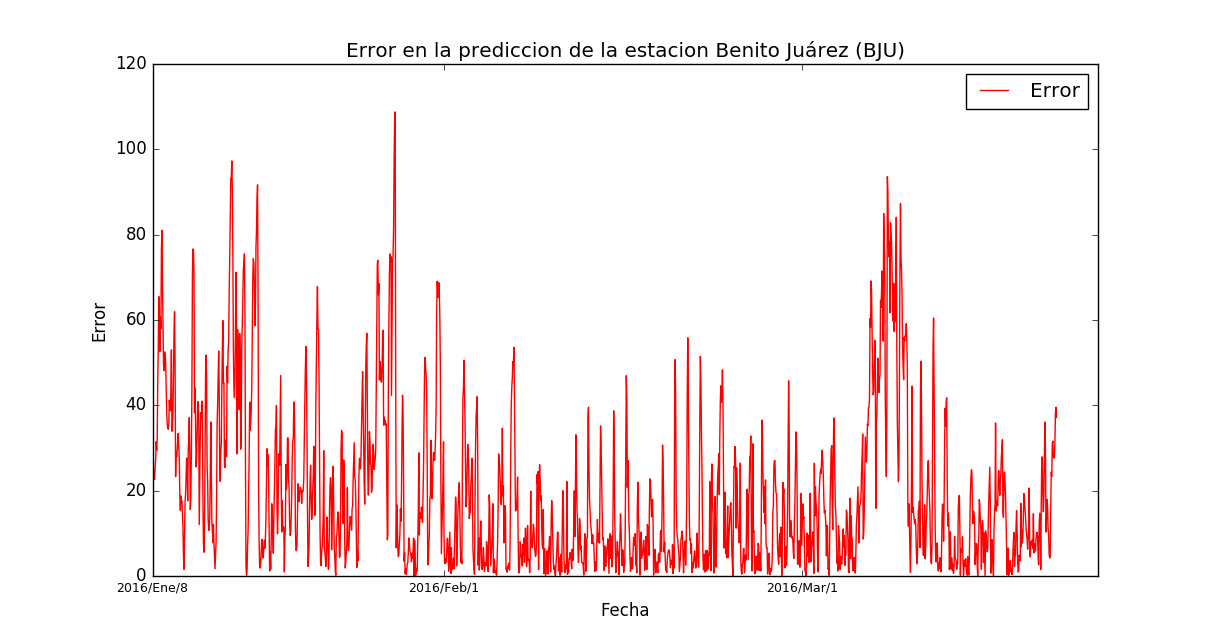 Error en la prediccion de la estacion Benito Juárez (BJU)
120
100
80
60
40
20
0
Error
Error
2016/Ene/8
2016/Feb/1
2016/Mar/1
Fecha